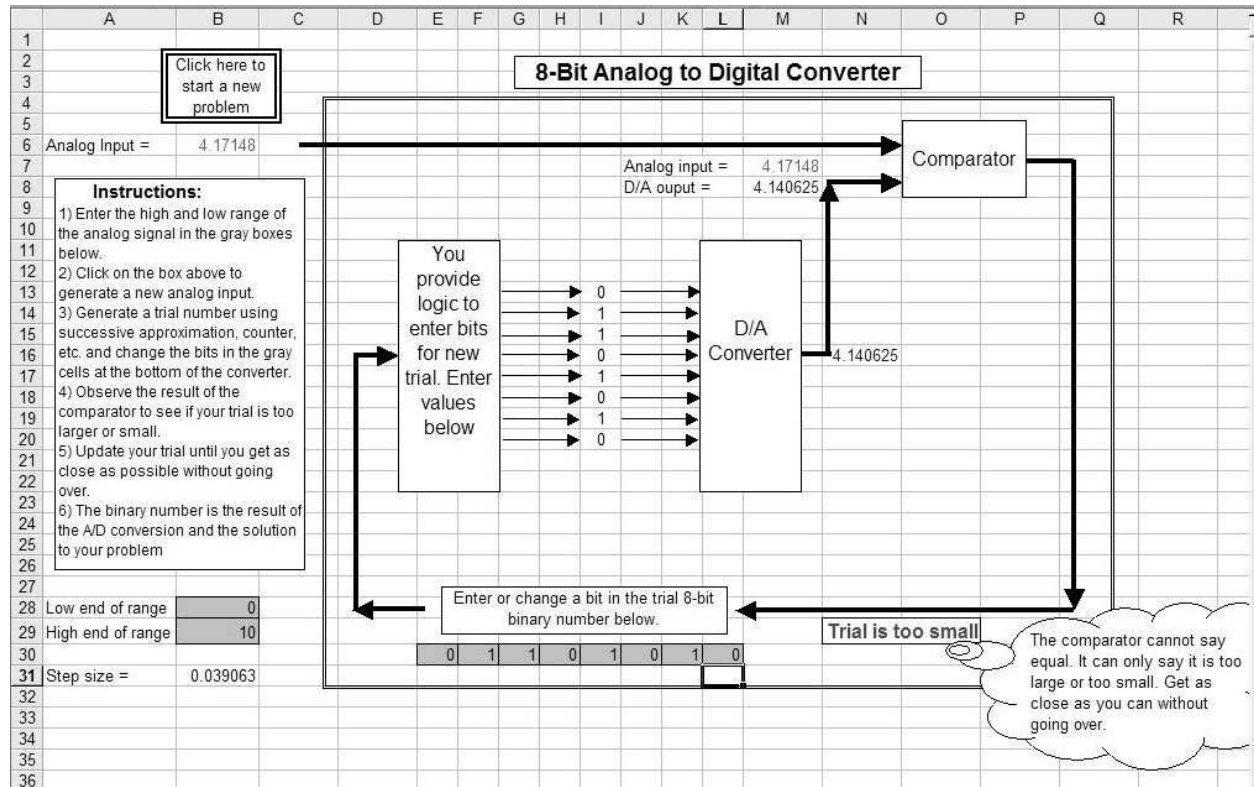 A B C D E F G H I J K L M N O P Q R
1
2
3
4
5
6
7
8
9
10
11
12
13
14
15
16
17
18
19
20
21
22
23
24
25
26
27
28
29
30
31
32
33
34
35
36
Click here to
start a new
problem
8-Bit Analog to Digital Converter
Analog Input = 4.17148
Analog input = 4.17148
D/A ouput = 4.140625
Comparator
Instructions:
1) Enter the high and low range of
the analog signal in the gray boxes
below.
2) Click on the box above to
generate a new analog input.
3) Generate a trial number using
successive approximation, counter,
etc. and change the bits in the gray
cells at the bottom of the converter.
4) Observe the result of the
comparator to see if your trial is too
larger or small.
5) Update your trial until you get as
close as possible without going
over.
6) The binary number is the result of
the A/D conversion and the solution
to your problem
You
provide
logic to
enter bits
for new
trial. Enter
values
below
0
1
1
0
1
0
1
0
D/A
Converter
4.140625
Enter or change a bit in the trial 8-bit
binary number below.
Low end of range 0
High end of range 10
Trial is too small
0 1 1 0 1 0 1 0
Step size = 0.039063
The comparator cannot say
equal. It can only say it is too
large or too small. Get as
close as you can without
going over.